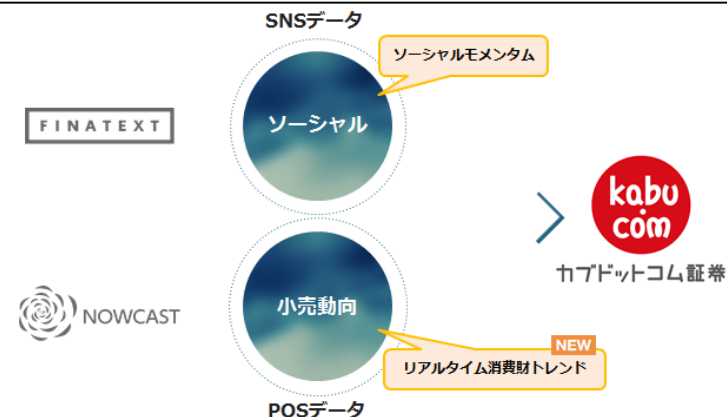 SNSデータ
ソーシャルモメンタム
FINATEXT
ソーシャル
kabu
.com
カブドットコム証券
小売動向
NOWCAST
NEW
リアルタイム消費財トレンド
POSデータ